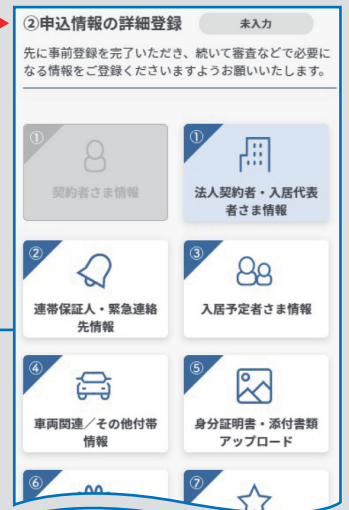 ②申込情報の詳細登録
未入力
先に事前登録を完了いただき、続いて審査などで必要に
なる情報をご登録くださいますようお願いいたします。
①
契約者さま情報
①
法人契約者・入居代表
者さま情報
②
連帯保証人・緊急連絡
先情報
③
入居予定者さま情報
④
車両関連／その他付帯
情報
⑤
身分証明書・添付書類
アップロード
⑥
⑦